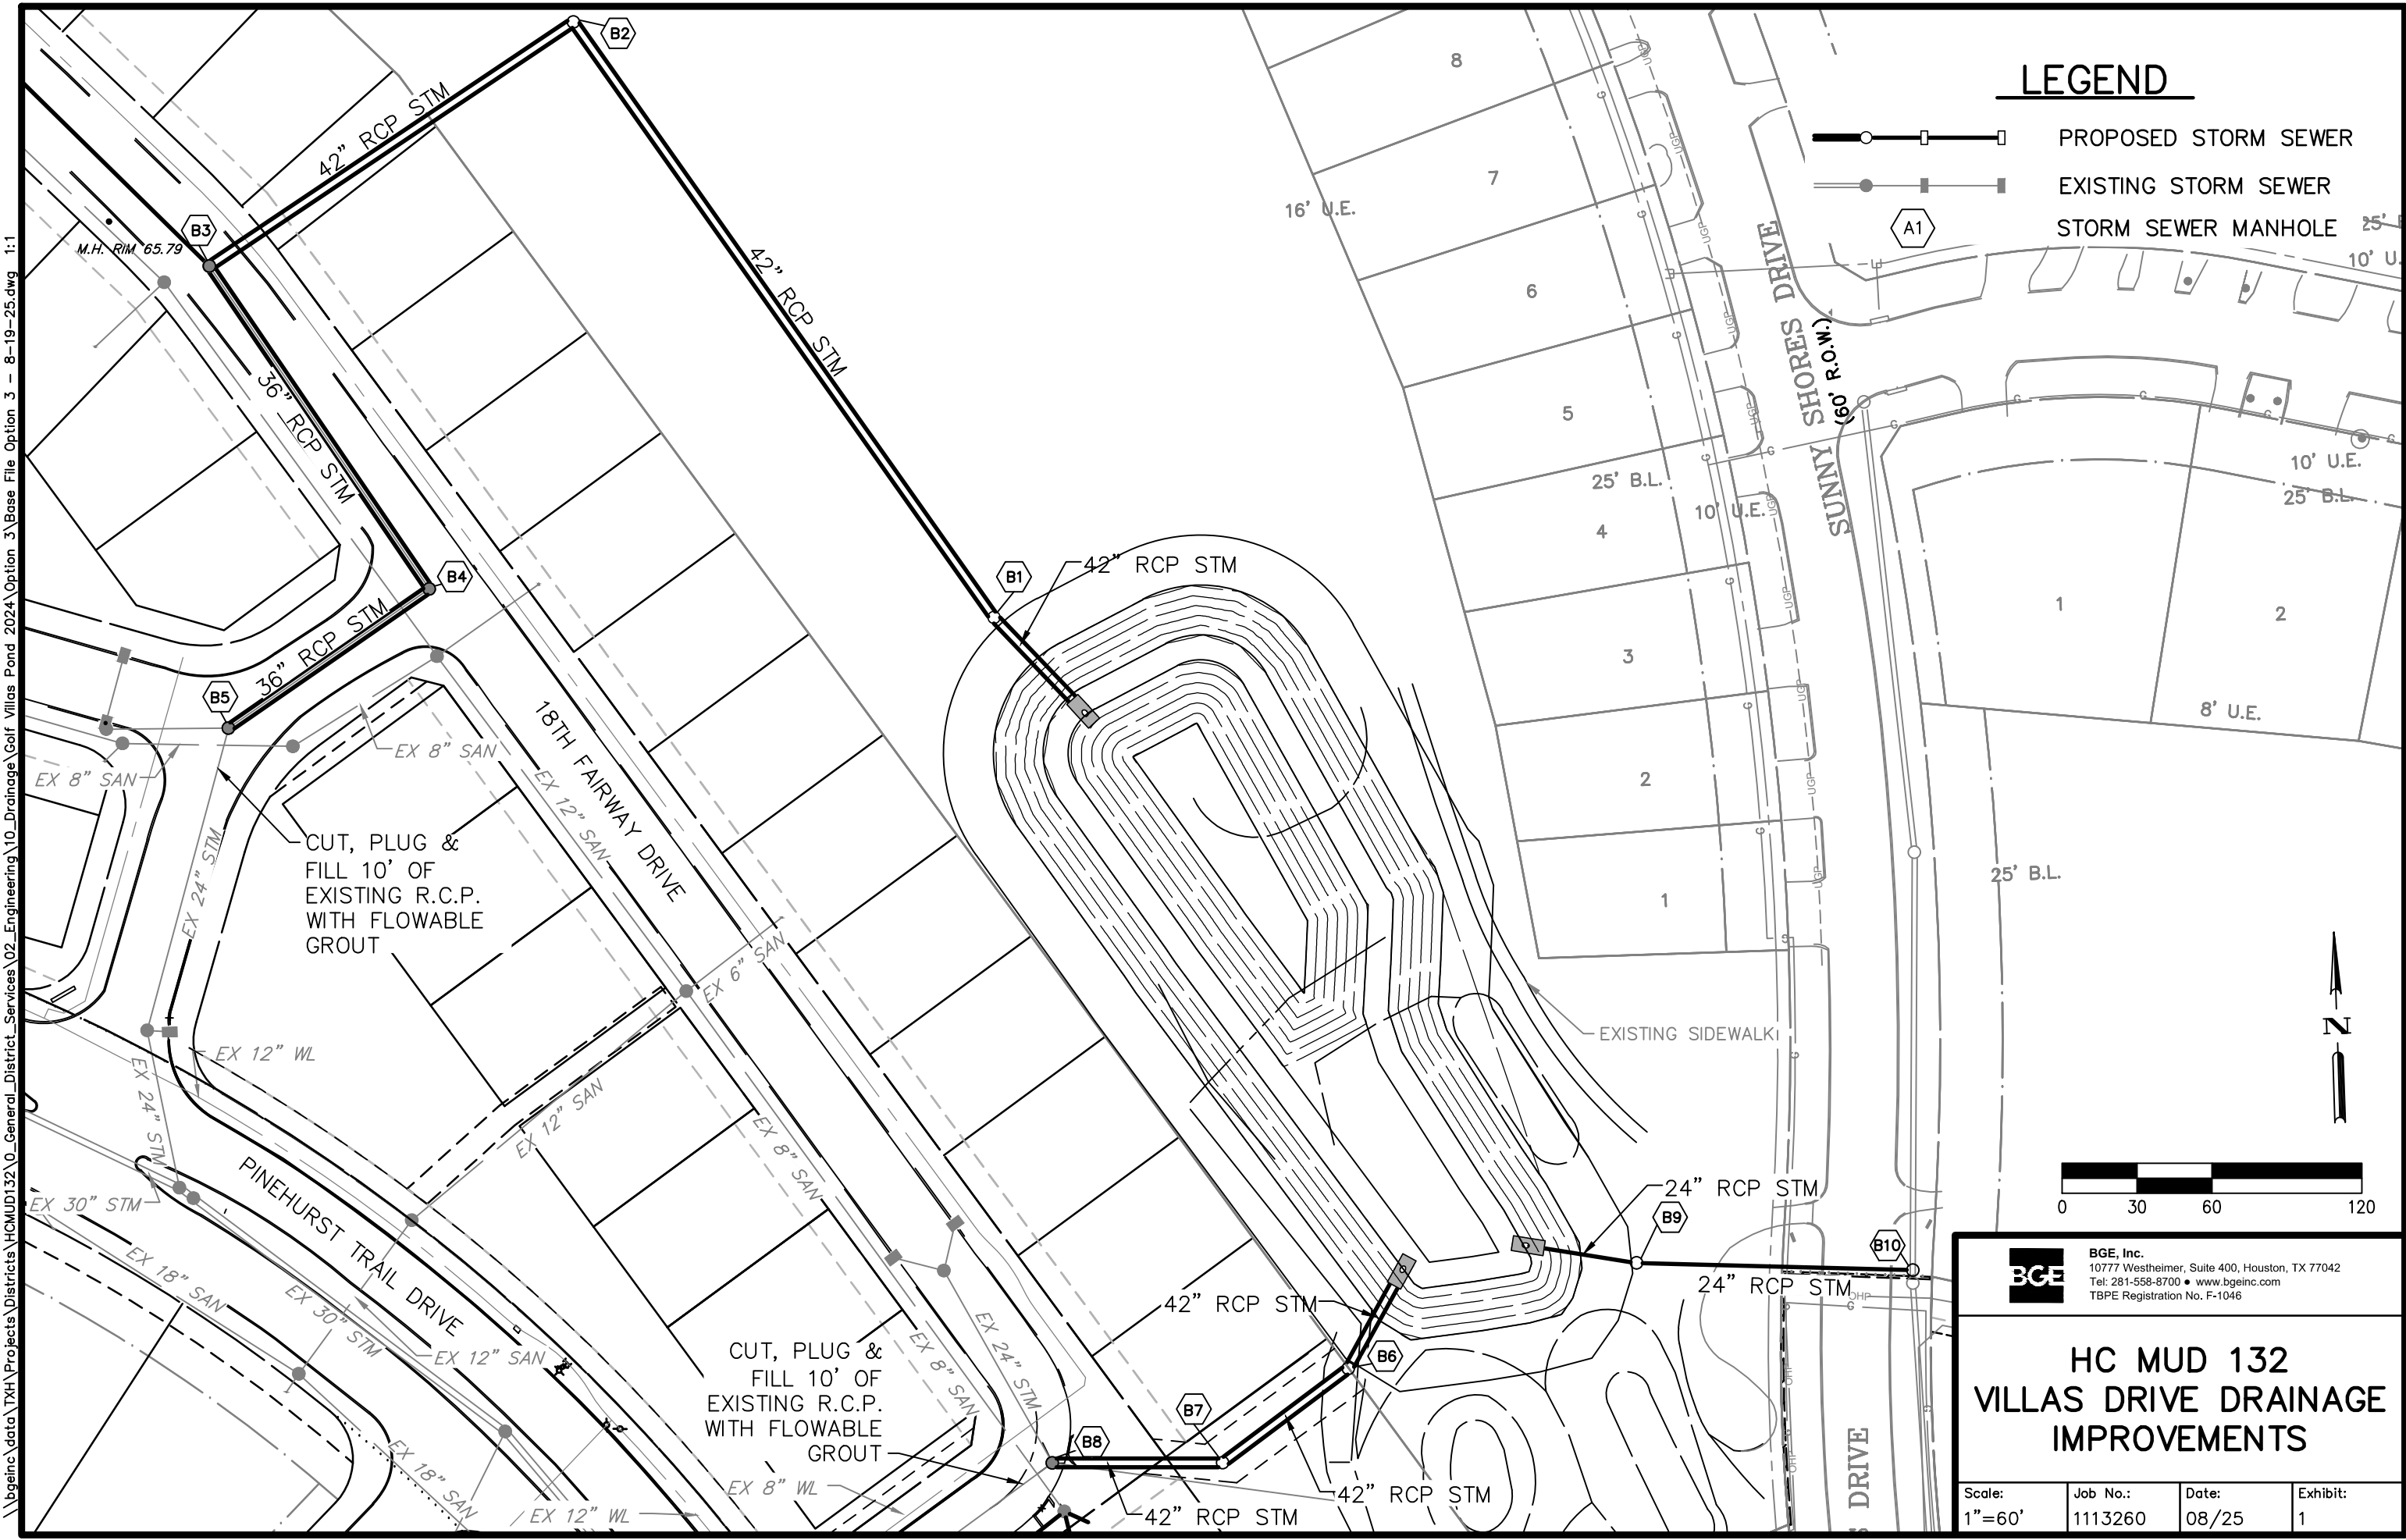 \\bgeinc\data\TXH\Projects\Districts\HCMUD132\0_General_District_Services\02_Engineering\10_Drainage\Golf Villas Pond 2024\Option 3\Base File Option 3 - 8-19-25.dwg 1:1
LEGEND
PROPOSED STORM SEWER
EXISTING STORM SEWER
A1
STORM SEWER MANHOLE
25'
10' U.
B2
42" RCP STM
B3
M.H. RIM 65.79
36" RCP STM
42" RCP STM
B4
36" RCP STM
B5
B1
42" RCP STM
8
7
16' U.E.
6
5
25' B.L.
4
10' U.E.
3
2
1
SUNNY SHORES DRIVE
(60' R.O.W.)
10' U.E.
25' B.L.
1
2
8' U.E.
25' B.L.
EX 8" SAN
EX 8" SAN
18TH FAIRWAY DRIVE
EX 12" SAN
CUT, PLUG &
FILL 10' OF
EXISTING R.C.P.
WITH FLOWABLE
GROUT
EX 24" STM
EX 6" SAN
EX 12" WL
EX 24" STM
EX 12" SAN
EX 8" SAN
EXISTING SIDEWALK
N
PINEHURST TRAIL DRIVE
EX 30" STM
EX 18" SAN
EX 30" STM
EX 12" SAN
EX 24" STM
EX 8" SAN
24" RCP STM
B9
B10
24" RCP STM
OHP
42" RCP STM
B6
CUT, PLUG &
FILL 10' OF
EXISTING R.C.P.
WITH FLOWABLE
GROUT
B7
B8
EX 18" SAN
EX 8" WL
EX 12" WL
42" RCP STM
42" RCP STM
DRIVE
0 30 60 120
BGE
BGE, Inc.
10777 Westheimer, Suite 400, Houston, TX 77042
Tel: 281-558-8700 ● www.bgeinc.com
TBPE Registration No. F-1046
HC MUD 132
VILLAS DRIVE DRAINAGE
IMPROVEMENTS
Scale: Job No.: Date: Exhibit:
1"=60' 1113260 08/25 1